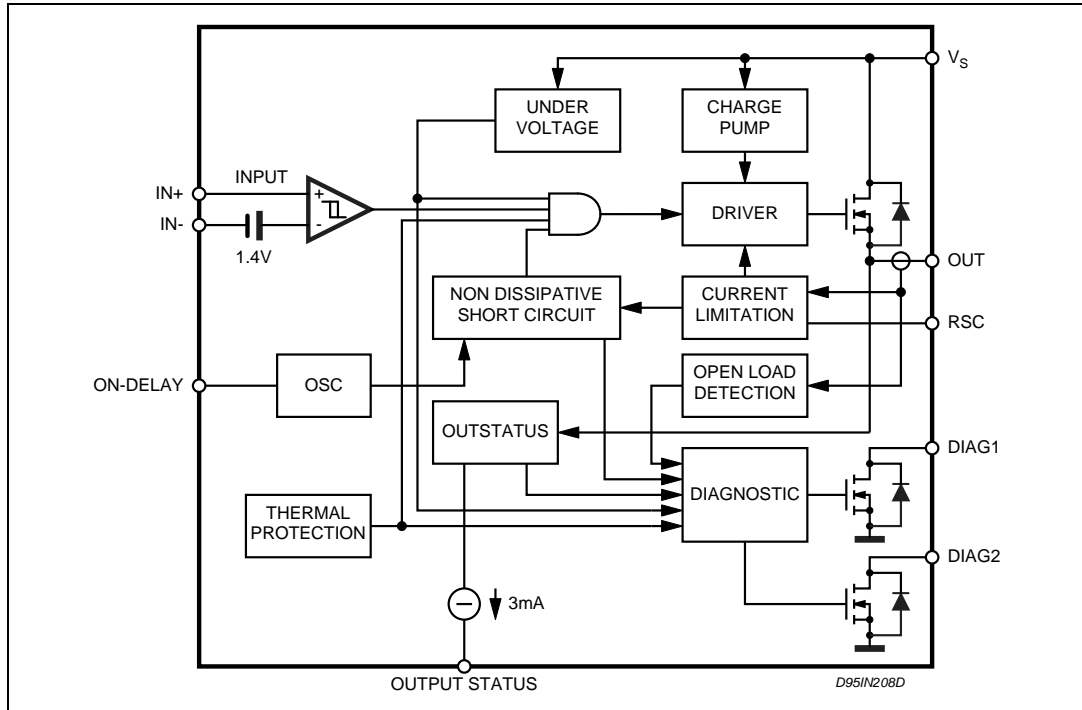 VS
UNDER
VOLTAGE
CHARGE
PUMP
INPUT
IN+
IN-
+
-
1.4V
DRIVER
OUT
NON DISSIPATIVE
SHORT CIRCUIT
CURRENT
LIMITATION
RSC
ON-DELAY
OSC
OPEN LOAD
DETECTION
OUTSTATUS
DIAG1
DIAGNOSTIC
THERMAL
PROTECTION
DIAG2
3mA
OUTPUT STATUS
D95IN208D